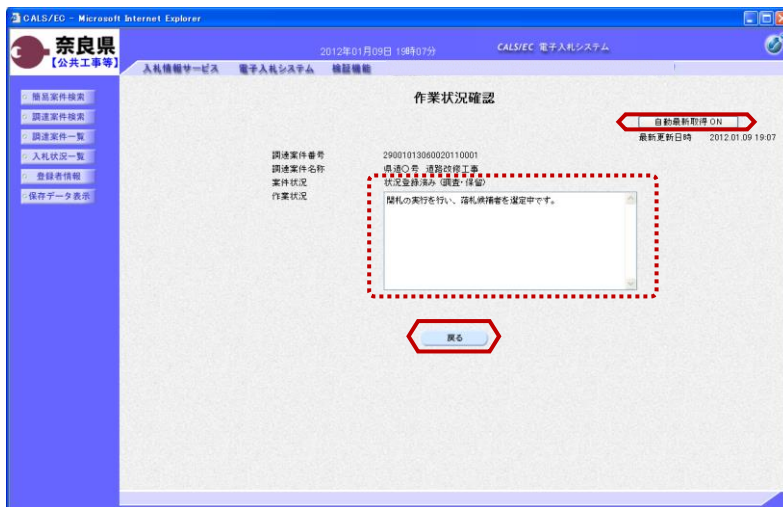 CALS/EC - Microsoft Internet Explorer
奈良県
【公共工事等】
2012年01月09日 19時07分
CALS/EC 電子入札システム
入札情報サービス 電子入札システム 検証機能
簡易案件検索
調達案件検索
調達案件一覧
入札状況一覧
登録者情報
保存データ表示
作業状況確認
自動最新取得 ON
最新更新日時 2012.01.09 19:07
調達案件番号 29001013060020110001
調達案件名称 県道○号 道路改修工事
案件状況 状況登録済み（調査・保留）
作業状況 開札の実行を行い、落札候補者を選定中です。
戻る